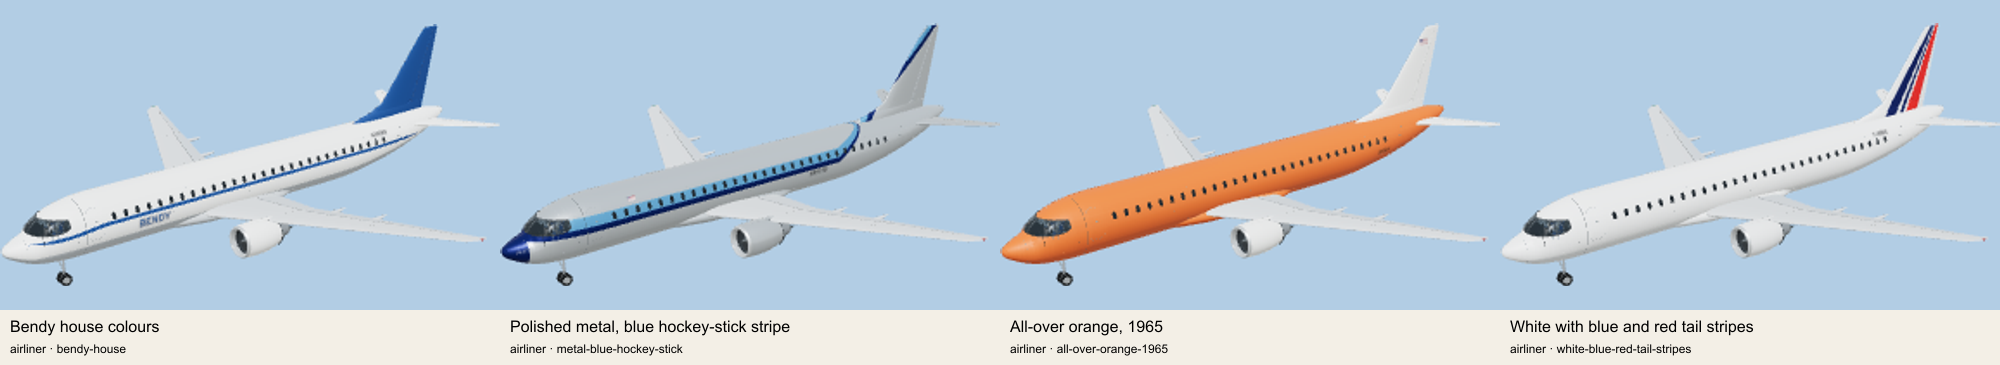 BENDY
Bendy house colours
airliner · bendy-house
Polished metal, blue hockey-stick stripe
airliner · metal-blue-hockey-stick
All-over orange, 1965
airliner · all-over-orange-1965
White with blue and red tail stripes
airliner · white-blue-red-tail-stripes